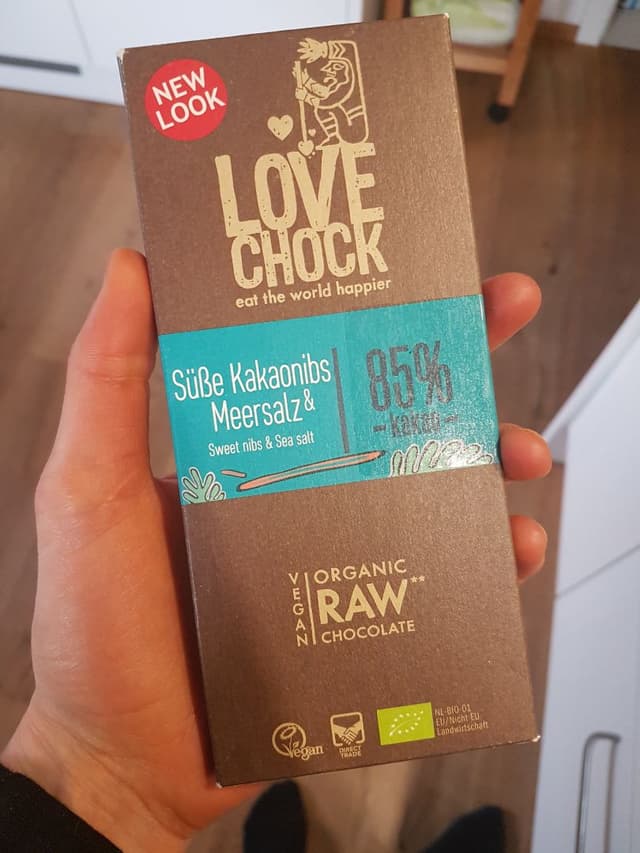 NEW
LOOK
LOVE
CHOCK
eat the world happier
Süße Kakaonibs
& Meersalz
Sweet nibs & Sea salt
85%
- kakao -
VEGAN
ORGANIC
RAW**
CHOCOLATE
Vegan
DIRECT
TRADE
NL-BIO-01
EU/Nicht EU
Landwirtschaft